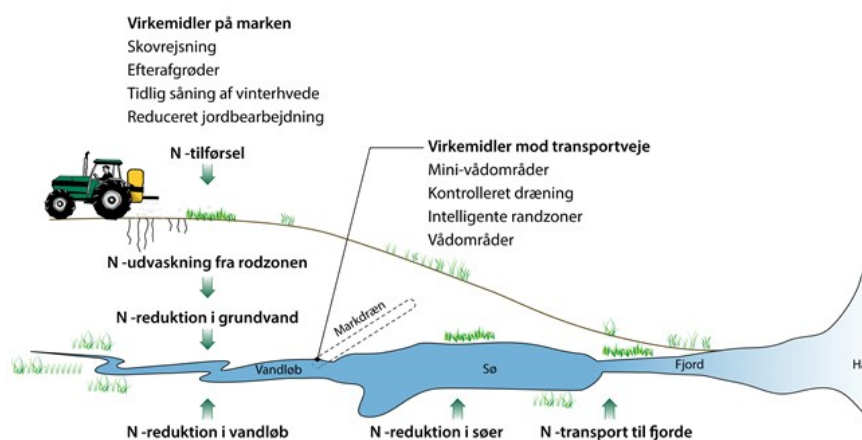 Virkemidler på marken
Skovrejsning
Efterafgrøder
Tidlig såning af vinterhvede
Reduceret jordbearbejdning
N -tilførsel
Virkemidler mod transportveje
Mini-vådområder
Kontrolleret dræning
Intelligente randzoner
Vådområder
N -udvaskning fra rodzonen
N -reduktion i grundvand
Markdræn
Vandløb
Sø
Fjord
N -reduktion i vandløb
N -reduktion i søer
N -transport til fjorde